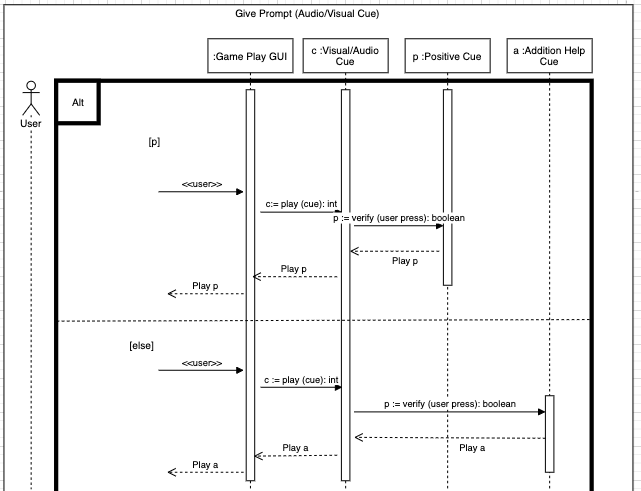 Give Prompt (Audio/Visual Cue)
:Game Play GUI
c :Visual/Audio
Cue
p :Positive Cue
a :Addition Help
Cue
User
Alt
[p]
<<user>>
c:= play (cue): int
p := verify (user press): boolean
Play p
Play p
Play p
[else]
<<user>>
c := play (cue): int
p := verify (user press): boolean
Play a
Play a
Play a